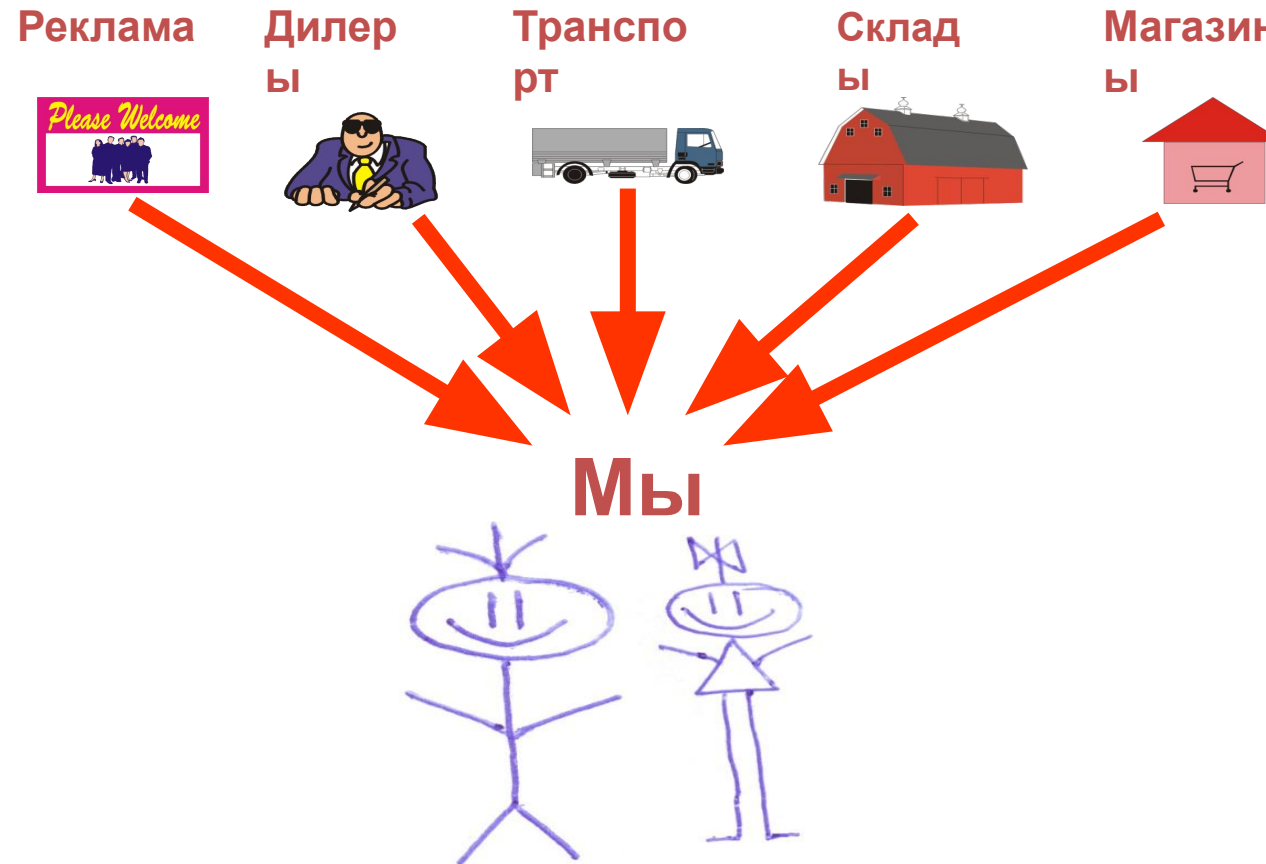 Реклама
Дилер
ы
Транспо
рт
Склад
ы
Магазин
ы
Please Welcome
Мы